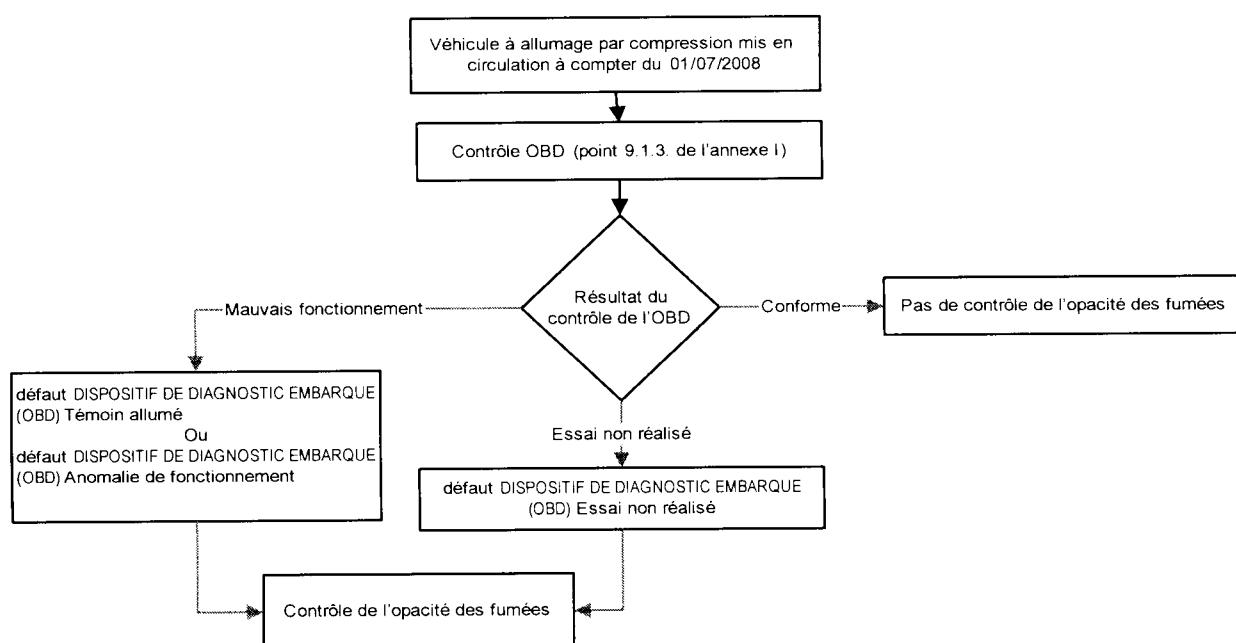 Véhicule à allumage par compression mis en
circulation à compter du 01/07/2008
Contrôle OBD (point 9.1.3. de l'annexe I)
Résultat du
contrôle de l'OBD
Mauvais fonctionnement
Conforme
Pas de contrôle de l'opacité des fumées
défaut DISPOSITIF DE DIAGNOSTIC EMBARQUE
(OBD) Témoin allumé
Ou
défaut DISPOSITIF DE DIAGNOSTIC EMBARQUE
(OBD) Anomalie de fonctionnement
Essai non réalisé
défaut DISPOSITIF DE DIAGNOSTIC EMBARQUE
(OBD) Essai non réalisé
Contrôle de l'opacité des fumées